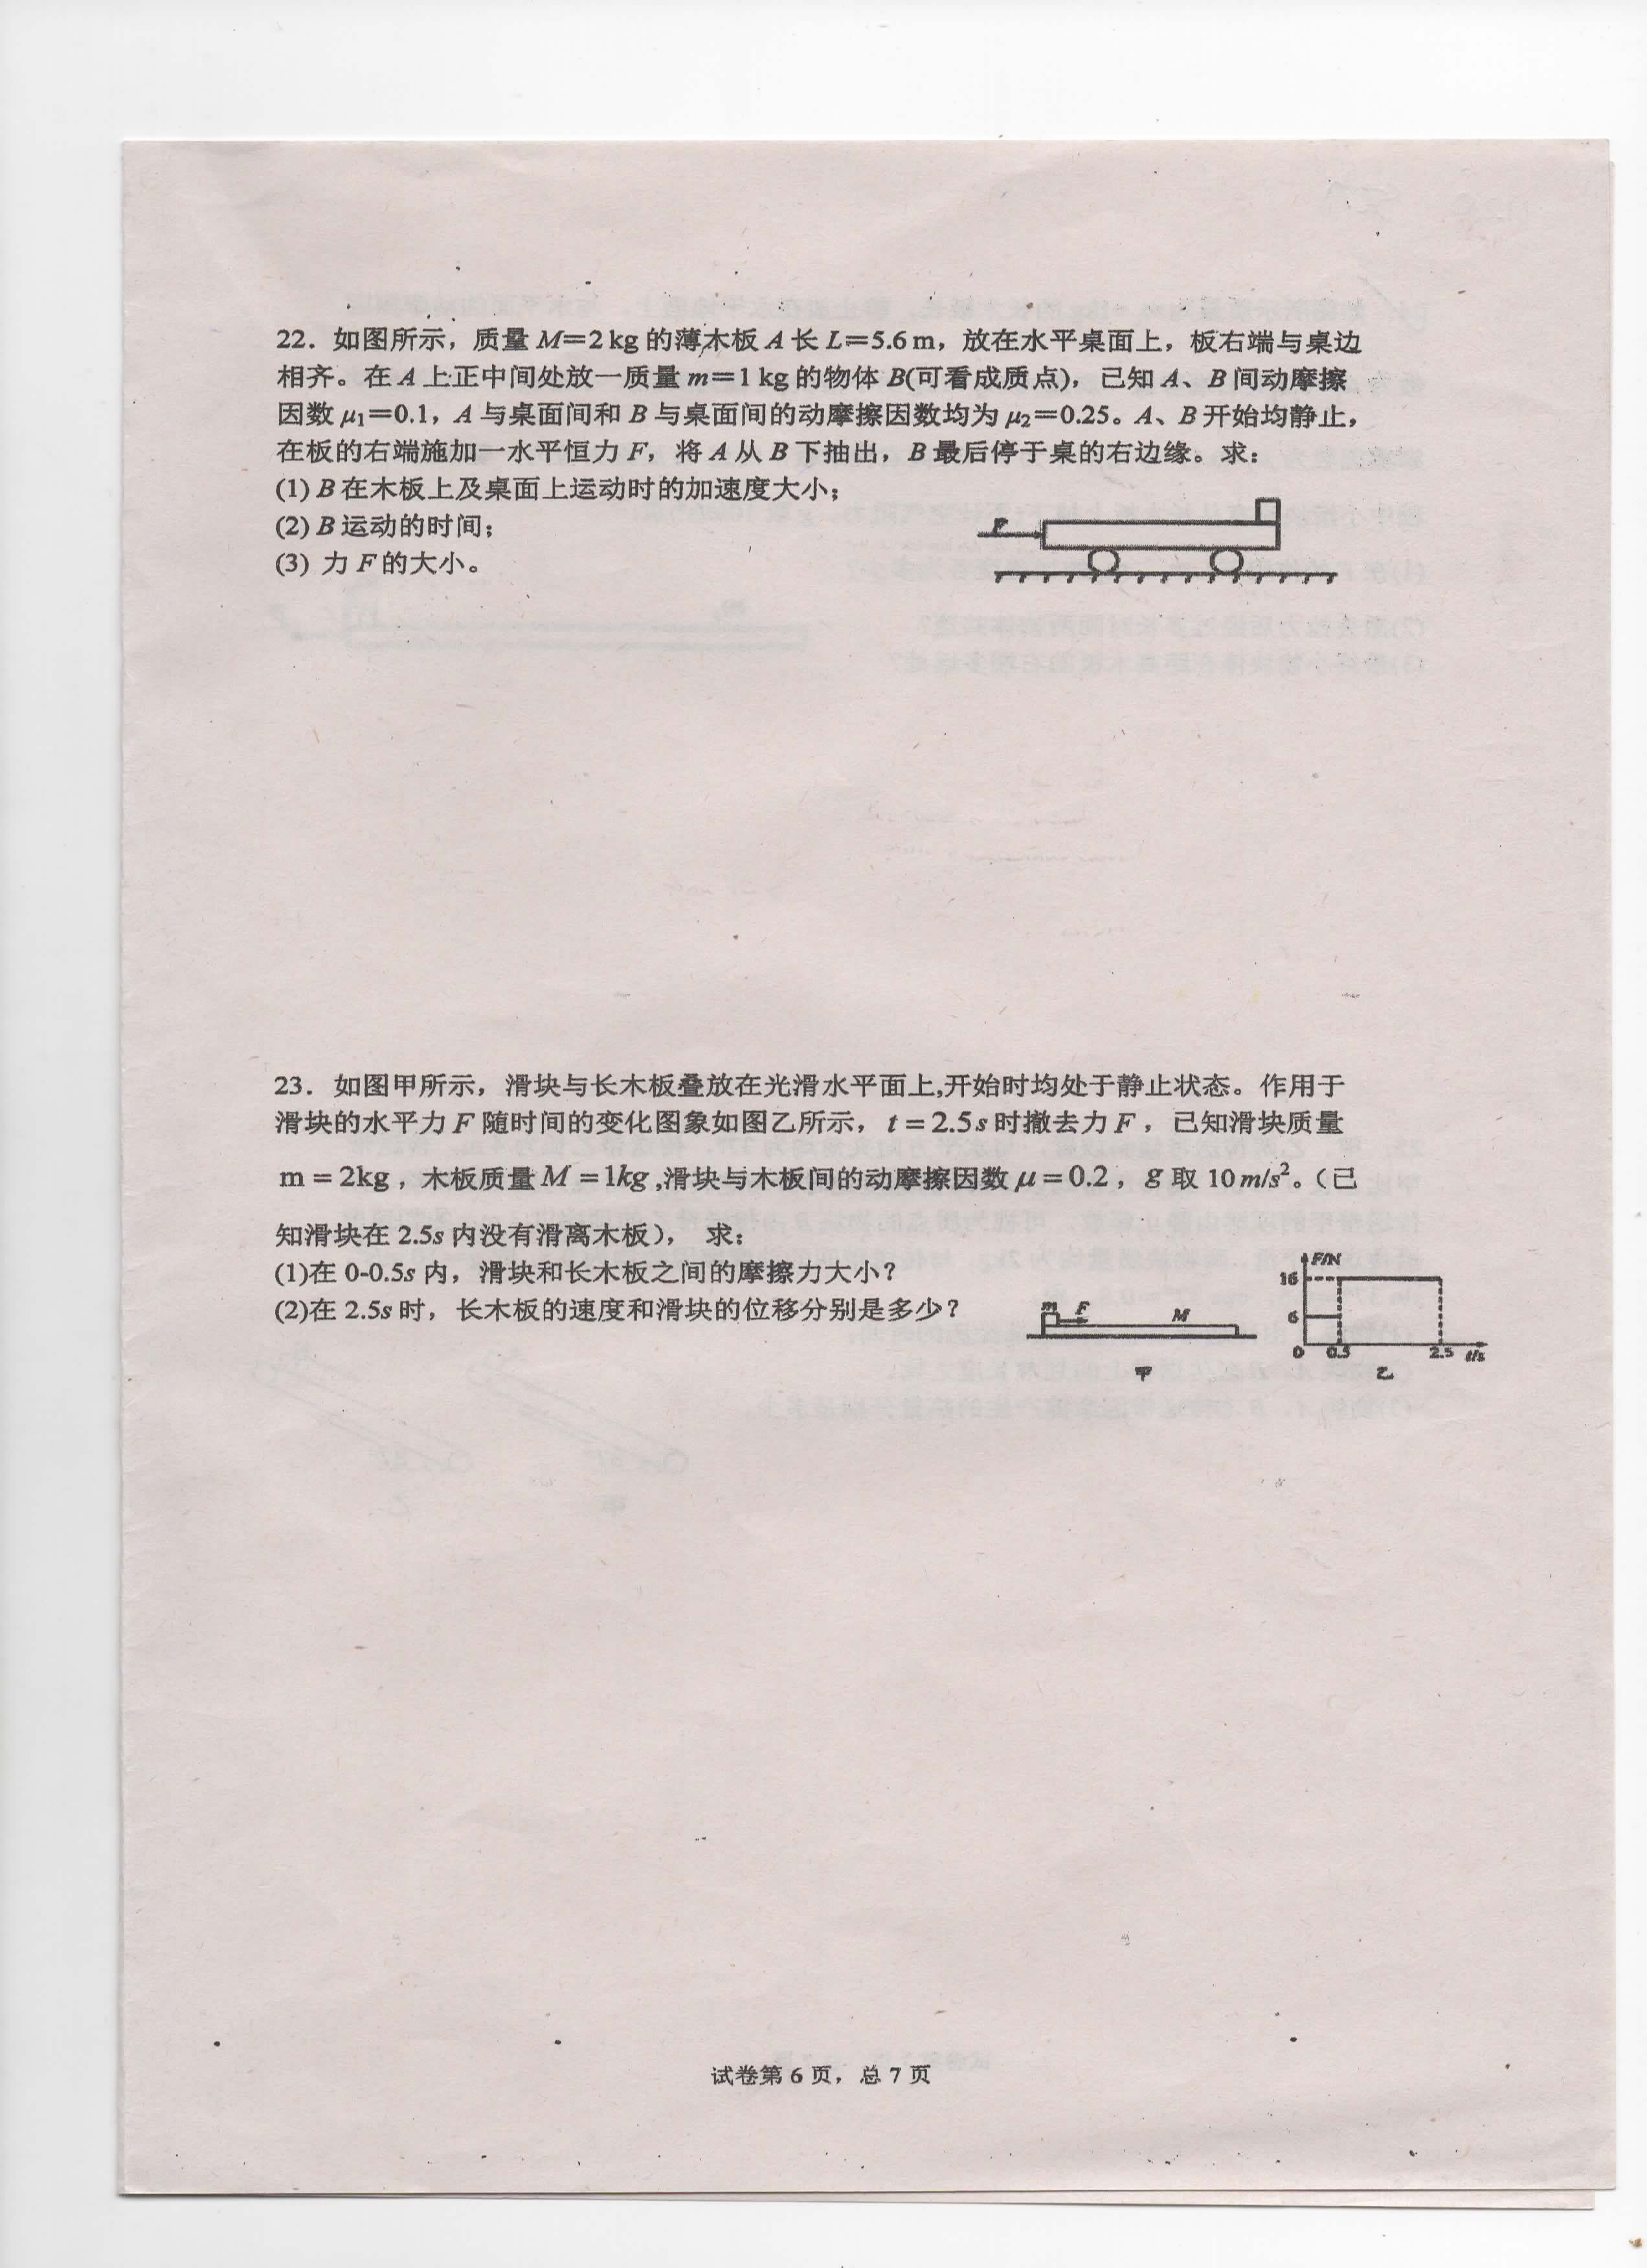 22．如图所示，质量 M=2 kg 的薄木板 A 长 L=5.6 m，放在水平桌面上，板右端与桌边
相齐。在 A 上正中间处放一质量 m=1 kg 的物体 B(可看成质点)，已知 A、B 间动摩擦
因数 μ₁=0.1，A 与桌面间和 B 与桌面间的动摩擦因数均为 μ₂=0.25。A、B 开始均静止，
在板的右端施加一水平恒力 F，将 A 从 B 下抽出，B 最后停于桌的右边缘。求：
(1) B 在木板上及桌面上运动时的加速度大小；
(2) B 运动的时间；
(3) 力 F 的大小。
F
23．如图甲所示，滑块与长木板叠放在光滑水平面上,开始时均处于静止状态。作用于
滑块的水平力 F 随时间的变化图象如图乙所示，t = 2.5s 时撤去力 F，已知滑块质量
m = 2kg，木板质量 M = 1kg,滑块与木板间的动摩擦因数 μ = 0.2，g 取 10 m/s²。（已
知滑块在 2.5s 内没有滑离木板）， 求：
(1)在 0-0.5s 内，滑块和长木板之间的摩擦力大小？
(2)在 2.5s 时，长木板的速度和滑块的位移分别是多少？
m F M
甲
F/N
16
6
0 0.5 2.5 t/s
乙
试卷第 6 页，总 7 页